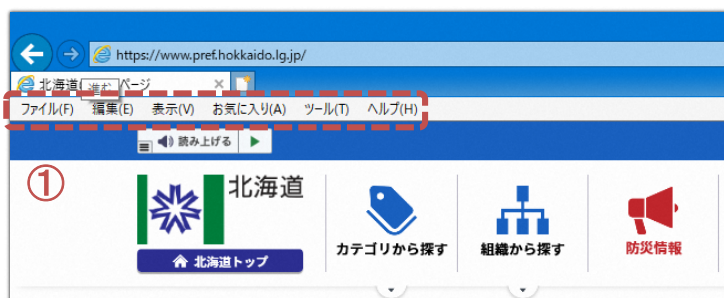 https://www.pref.hokkaido.lg.jp/
北海道
進む
ページ
ファイル(F) 編集(E) 表示(V) お気に入り(A) ツール(T) ヘルプ(H)
読み上げる
①
北海道
北海道トップ
カテゴリから探す
組織から探す
防災情報